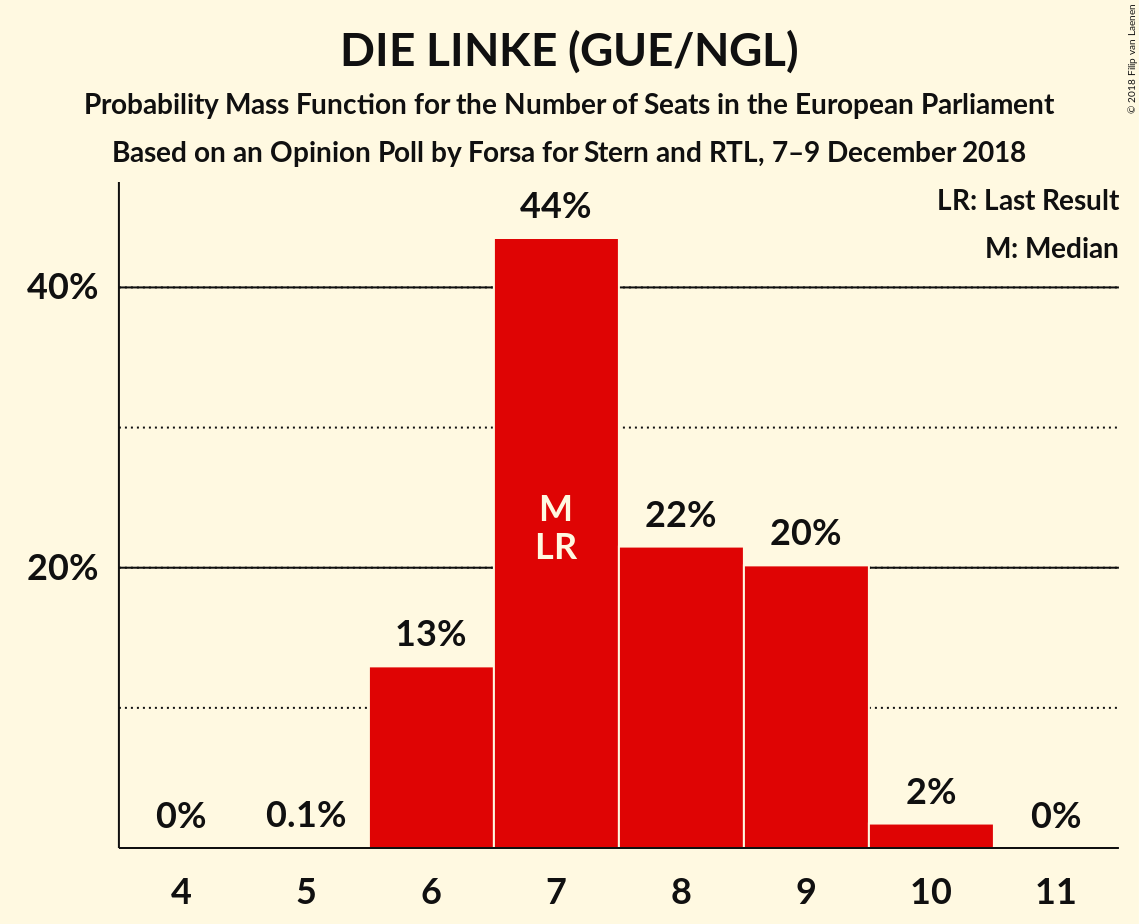 DIE LINKE (GUE/NGL)
Probability Mass Function for the Number of Seats in the European Parliament
Based on an Opinion Poll by Forsa for Stern and RTL, 7–9 December 2018
© 2018 Filip van Laenen
LR: Last Result
M: Median
40%
20%
0%
0.1%
13%
44%
M
LR
22%
20%
2%
0%
4
5
6
7
8
9
10
11